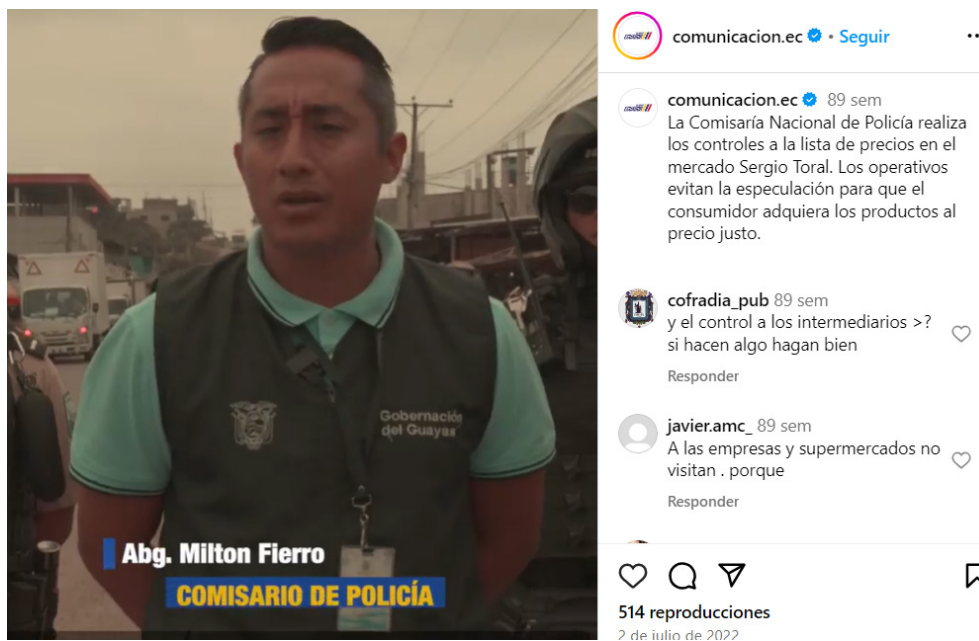 Gobernación
del Guayas
Abg. Milton Fierro
COMISARIO DE POLICÍA
comunicacion.ec • Seguir
comunicacion.ec 89 sem
La Comisaría Nacional de Policía realiza
los controles a la lista de precios en el
mercado Sergio Toral. Los operativos
evitan la especulación para que el
consumidor adquiera los productos al
precio justo.
cofradia_pub 89 sem
y el control a los intermediarios >?
si hacen algo hagan bien
Responder
javier.amc_ 89 sem
A las empresas y supermercados no
visitan . porque
Responder
514 reproducciones
2 de julio de 2022